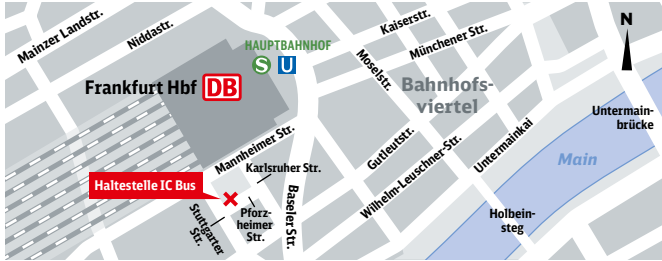 Mainzer Landstr.
Niddastr.
Kaiserstr.
Münchener Str.
N
HAUPTBAHNHOF
S U
Moselstr.
Frankfurt Hbf DB
Bahnhofs-
viertel
Untermain-
brücke
Mannheimer Str.
Karlsruher Str.
Gutleutstr.
Wilhelm-Leuschner-Str.
Untermainkai
Main
Haltestelle IC Bus
Stuttgarter
Str.
Pforz-
heimer
Str.
Baseler Str.
Holbein-
steg